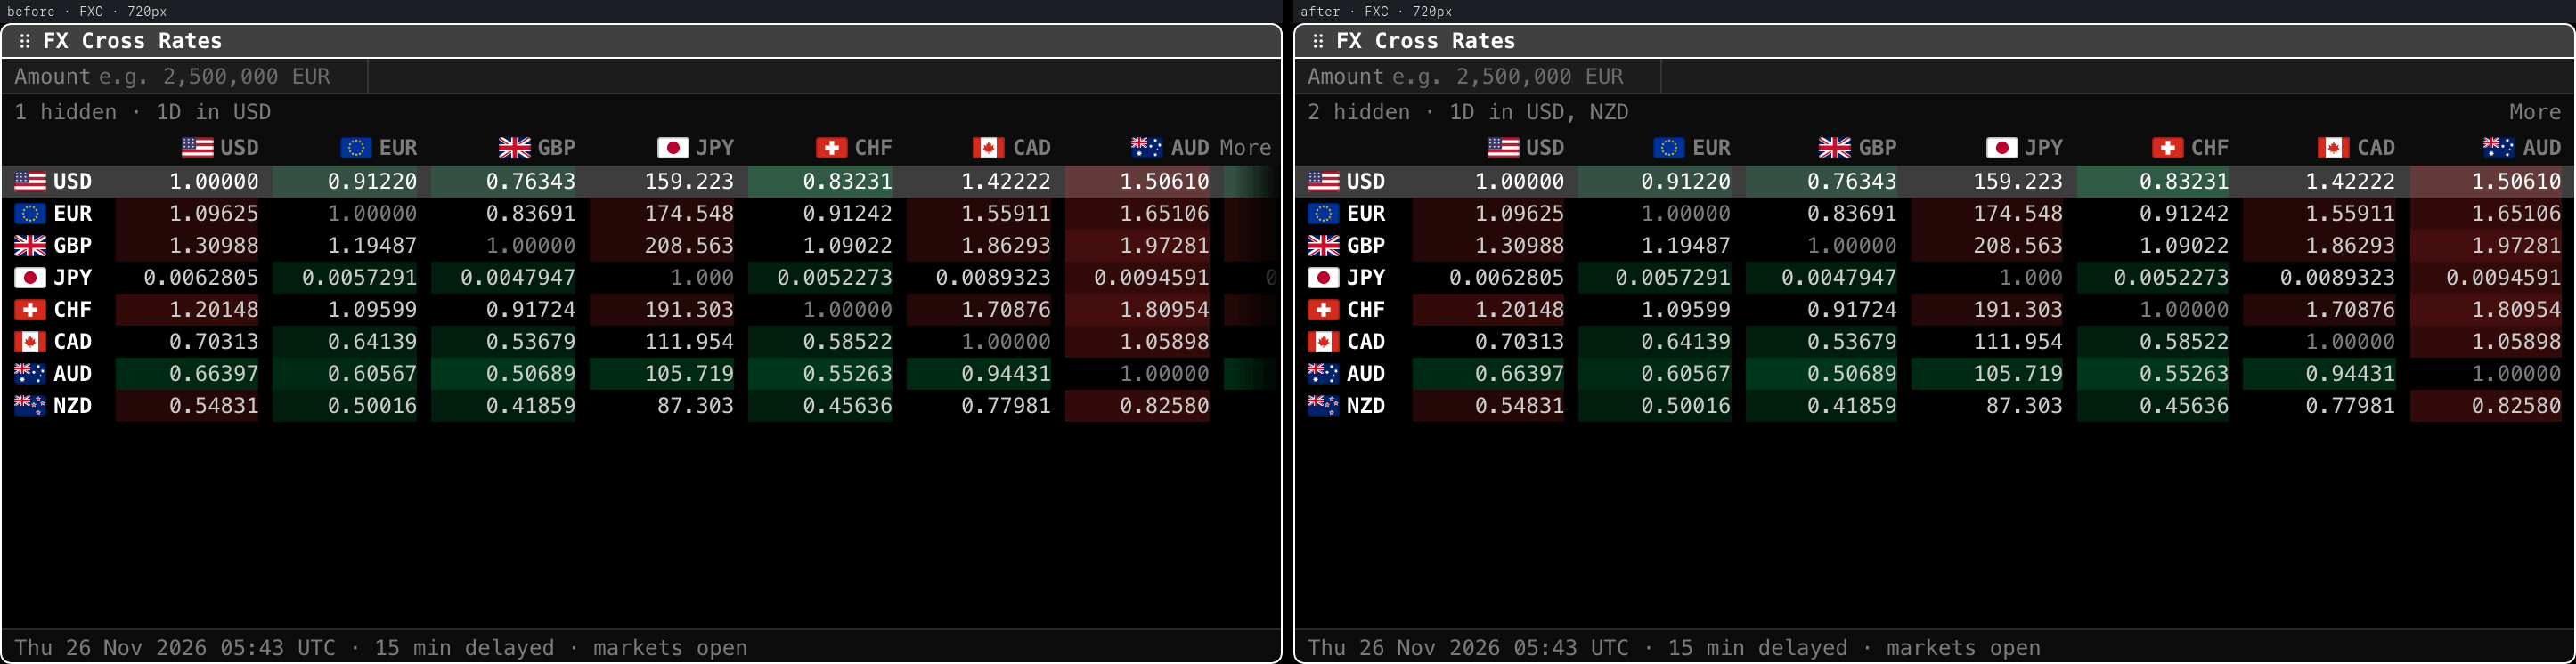 before · FXC · 720px
FX Cross Rates
Amount e.g. 2,500,000 EUR
1 hidden · 1D in USD
USD EUR GBP JPY CHF CAD AUD More
USD 1.00000 0.91220 0.76343 159.223 0.83231 1.42222 1.50610
EUR 1.09625 1.00000 0.83691 174.548 0.91242 1.55911 1.65106
GBP 1.30988 1.19487 1.00000 208.563 1.09022 1.86293 1.97281
JPY 0.0062805 0.0057291 0.0047947 1.000 0.0052273 0.0089323 0.0094591 0
CHF 1.20148 1.09599 0.91724 191.303 1.00000 1.70876 1.80954
CAD 0.70313 0.64139 0.53679 111.954 0.58522 1.00000 1.05898
AUD 0.66397 0.60567 0.50689 105.719 0.55263 0.94431 1.00000
NZD 0.54831 0.50016 0.41859 87.303 0.45636 0.77981 0.82580
Thu 26 Nov 2026 05:43 UTC · 15 min delayed · markets open
after · FXC · 720px
FX Cross Rates
Amount e.g. 2,500,000 EUR
2 hidden · 1D in USD, NZD More
USD EUR GBP JPY CHF CAD AUD
USD 1.00000 0.91220 0.76343 159.223 0.83231 1.42222 1.50610
EUR 1.09625 1.00000 0.83691 174.548 0.91242 1.55911 1.65106
GBP 1.30988 1.19487 1.00000 208.563 1.09022 1.86293 1.97281
JPY 0.0062805 0.0057291 0.0047947 1.000 0.0052273 0.0089323 0.0094591
CHF 1.20148 1.09599 0.91724 191.303 1.00000 1.70876 1.80954
CAD 0.70313 0.64139 0.53679 111.954 0.58522 1.00000 1.05898
AUD 0.66397 0.60567 0.50689 105.719 0.55263 0.94431 1.00000
NZD 0.54831 0.50016 0.41859 87.303 0.45636 0.77981 0.82580
Thu 26 Nov 2026 05:43 UTC · 15 min delayed · markets open